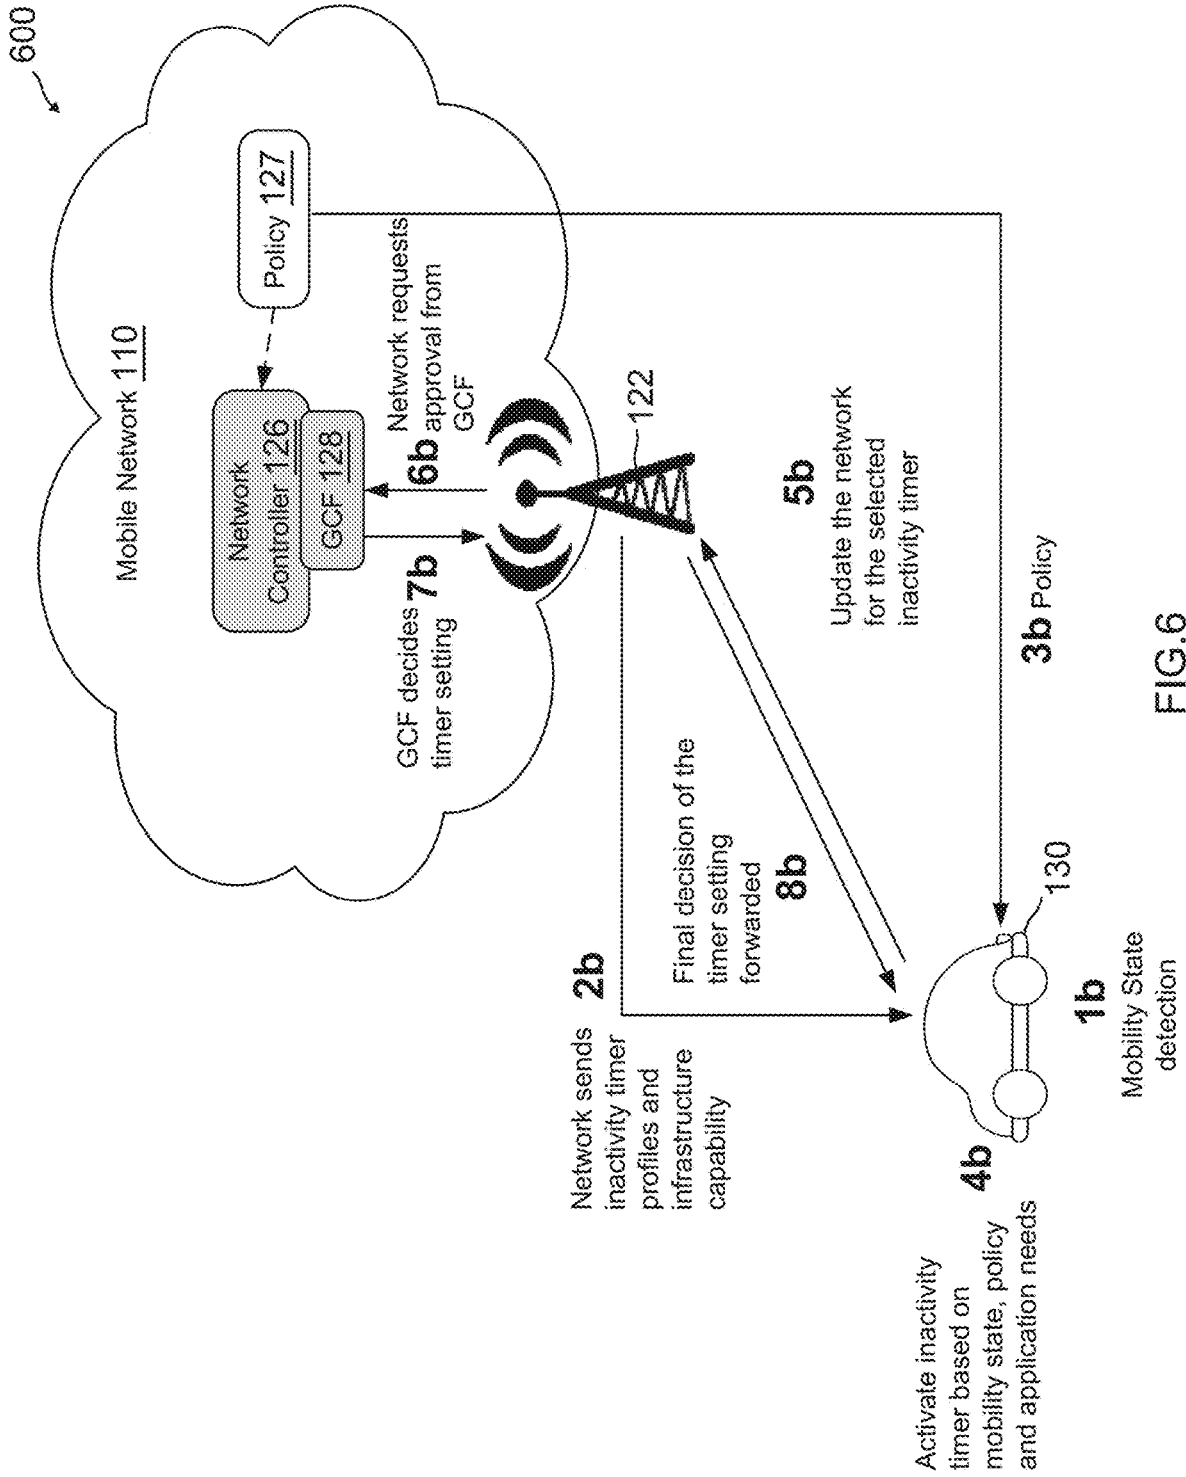 600
Mobile Network 110
Network
Controller 126
GCF 128
Policy 127
GCF decides
timer setting
7b
6b
Network requests
approval from
GCF
122
2b
Network sends
inactivity timer
profiles and
infrastructure
capability
Final decision of the
timer setting
forwarded
8b
5b
Update the network
for the selected
inactivity timer
3b Policy
130
4b
Activate inactivity
timer based on
mobility state, policy
and application needs
1b
Mobility State
detection
FIG.6